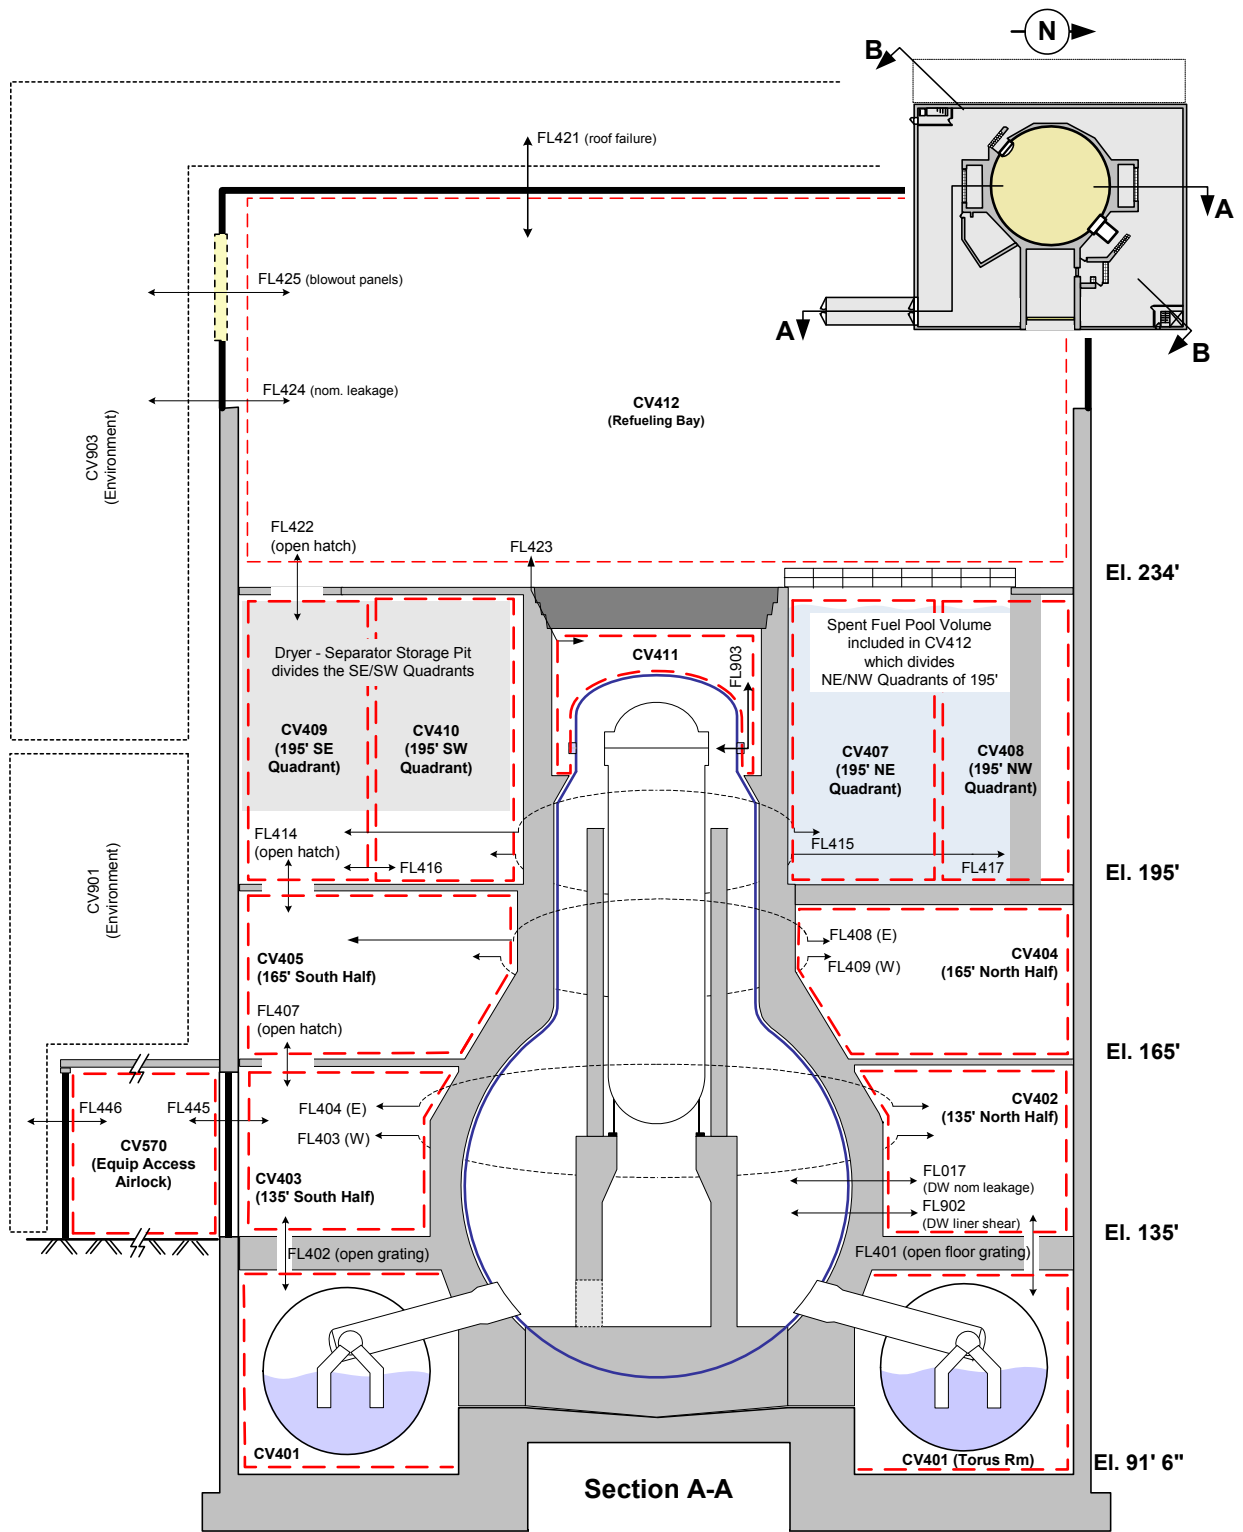 N
B
FL421 (roof failure)
A
FL425 (blowout panels)
A
B
FL424 (nom. leakage)
CV412
(Refueling Bay)
CV903
(Environment)
FL422
(open hatch)
FL423
El. 234'
Dryer - Separator Storage Pit
divides the SE/SW Quadrants
CV411
FL903
Spent Fuel Pool Volume
included in CV412
which divides
NE/NW Quadrants of 195'
CV409
(195' SE
Quadrant)
CV410
(195' SW
Quadrant)
CV407
(195' NE
Quadrant)
CV408
(195' NW
Quadrant)
FL414
(open hatch)
FL416
FL415
FL417
El. 195'
CV901
(Environment)
CV405
(165' South Half)
FL408 (E)
FL409 (W)
CV404
(165' North Half)
FL407
(open hatch)
El. 165'
FL446
FL445
FL404 (E)
FL403 (W)
CV402
(135' North Half)
CV570
(Equip Access
Airlock)
CV403
(135' South Half)
FL017
(DW nom leakage)
FL902
(DW liner shear)
El. 135'
FL402 (open grating)
FL401 (open floor grating)
CV401
CV401 (Torus Rm)
El. 91' 6"
Section A-A